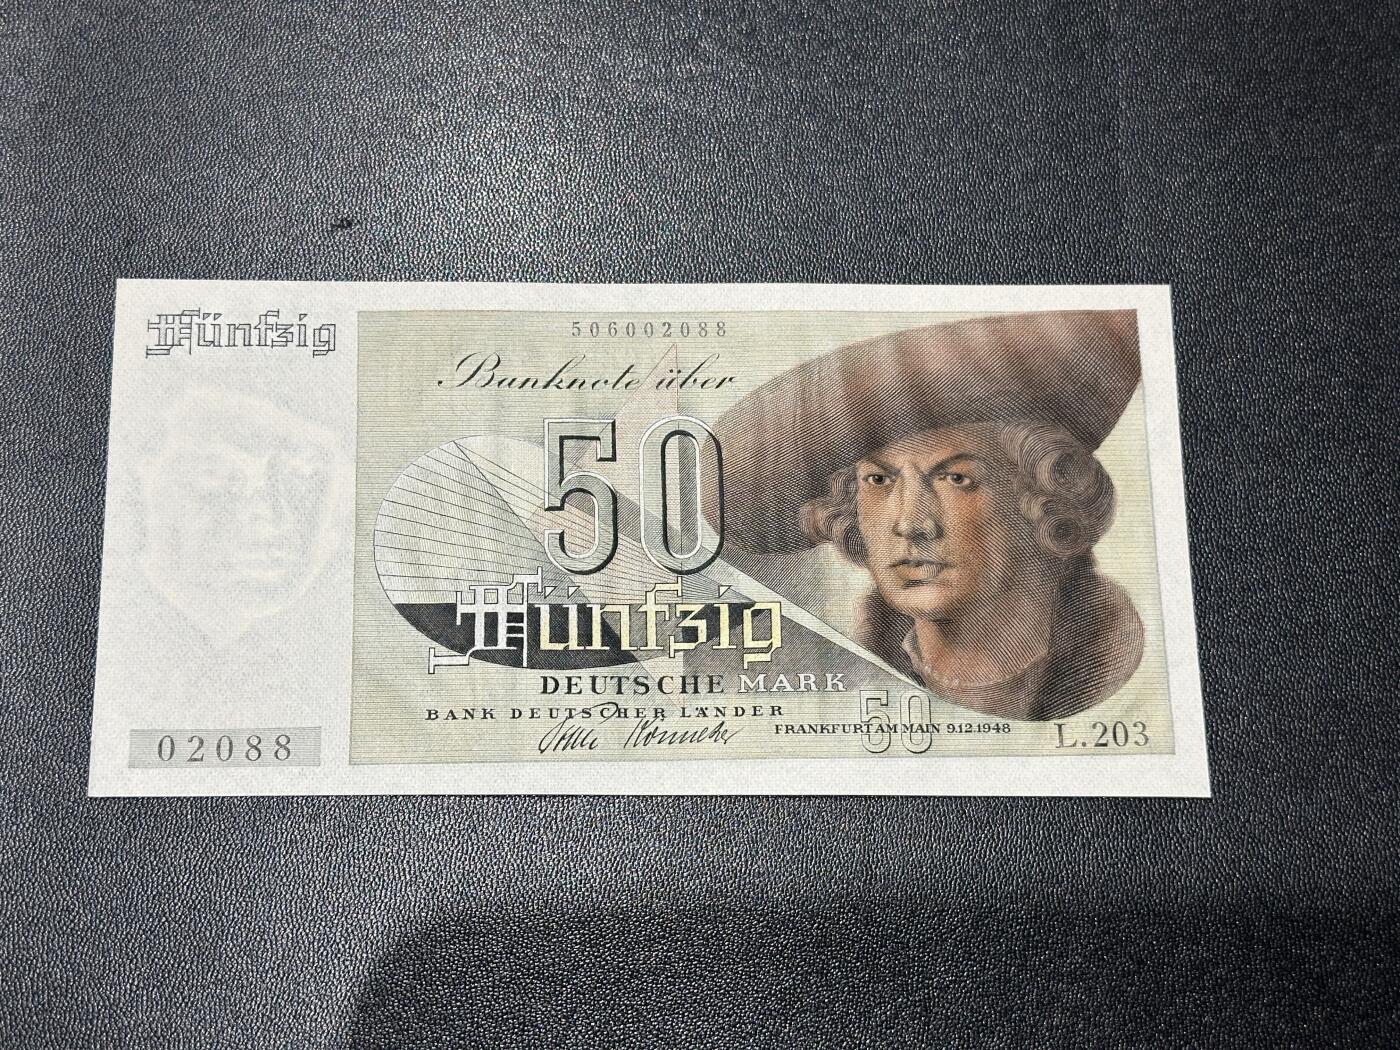 Fünfzig
506002088
Banknote über
50
Fünfzig
DEUTSCHE MARK
BANK DEUTSCHER LÄNDER
FRANKFURT AM MAIN 9.12.1948
50
02088
L.203